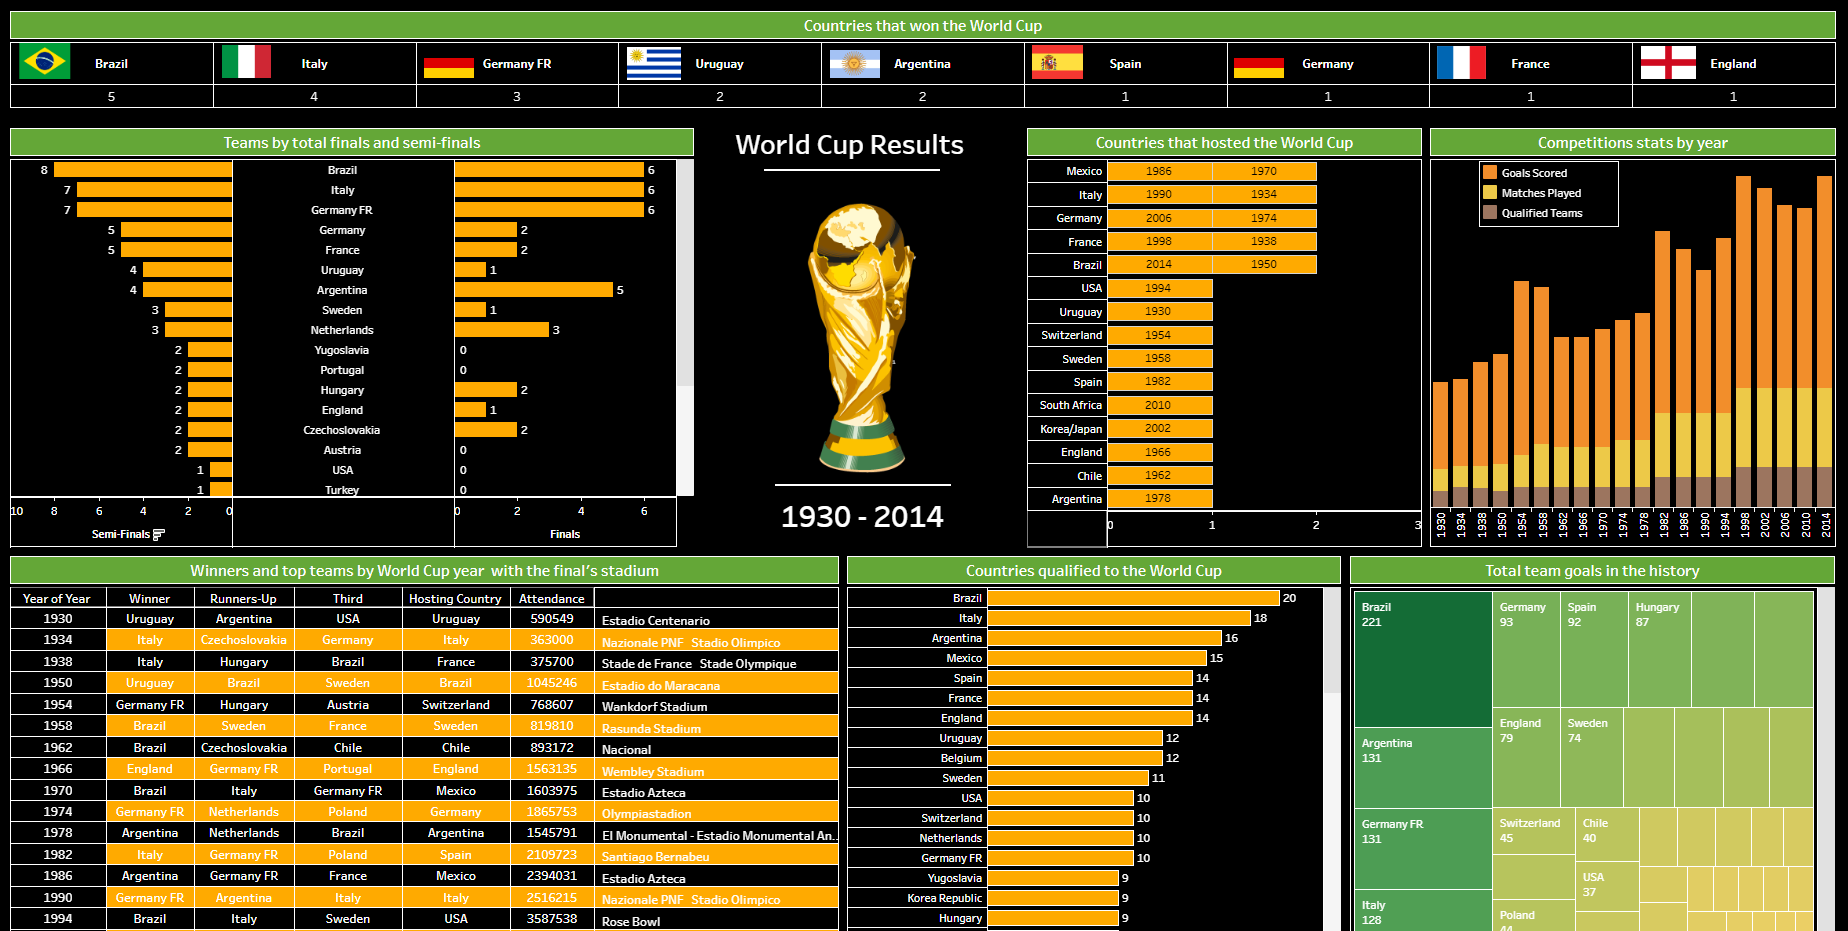 Countries that won the World Cup
Brazil Italy Germany FR Uruguay Argentina Spain Germany France England
5 4 3 2 2 1 1 1 1
Teams by total finals and semi-finals
8 Brazil 6
7 Italy 6
7 Germany FR 6
5 Germany 2
5 France 2
4 Uruguay 1
4 Argentina 5
3 Sweden 1
3 Netherlands 3
2 Yugoslavia 0
2 Portugal 0
2 Hungary 2
2 England 1
2 Czechoslovakia 2
2 Austria 0
1 USA 0
1 Turkey 0
10 8 6 4 2 0 0 2 4 6
Semi-Finals Finals
World Cup Results
1930 - 2014
Countries that hosted the World Cup
Mexico 1986 1970
Italy 1990 1934
Germany 2006 1974
France 1998 1938
Brazil 2014 1950
USA 1994
Uruguay 1930
Switzerland 1954
Sweden 1958
Spain 1982
South Africa 2010
Korea/Japan 2002
England 1966
Chile 1962
Argentina 1978
0 1 2 3
Competitions stats by year
Goals Scored
Matches Played
Qualified Teams
1930 1934 1938 1950 1954 1958 1962 1966 1970 1974 1978 1982 1986 1990 1994 1998 2002 2006 2010 2014
Winners and top teams by World Cup year with the final's stadium
Year of Year Winner Runners-Up Third Hosting Country Attendance
1930 Uruguay Argentina USA Uruguay 590549 Estadio Centenario
1934 Italy Czechoslovakia Germany Italy 363000 Nazionale PNF Stadio Olimpico
1938 Italy Hungary Brazil France 375700 Stade de France Stade Olympique
1950 Uruguay Brazil Sweden Brazil 1045246 Estadio do Maracana
1954 Germany FR Hungary Austria Switzerland 768607 Wankdorf Stadium
1958 Brazil Sweden France Sweden 819810 Rasunda Stadium
1962 Brazil Czechoslovakia Chile Chile 893172 Nacional
1966 England Germany FR Portugal England 1563135 Wembley Stadium
1970 Brazil Italy Germany FR Mexico 1603975 Estadio Azteca
1974 Germany FR Netherlands Poland Germany 1865753 Olympiastadion
1978 Argentina Netherlands Brazil Argentina 1545791 El Monumental - Estadio Monumental An..
1982 Italy Germany FR Poland Spain 2109723 Santiago Bernabeu
1986 Argentina Germany FR France Mexico 2394031 Estadio Azteca
1990 Germany FR Argentina Italy Italy 2516215 Nazionale PNF Stadio Olimpico
1994 Brazil Italy Sweden USA 3587538 Rose Bowl
Countries qualified to the World Cup
Brazil 20
Italy 18
Argentina 16
Mexico 15
Spain 14
France 14
England 14
Uruguay 12
Belgium 12
Sweden 11
USA 10
Switzerland 10
Netherlands 10
Germany FR 10
Yugoslavia 9
Korea Republic 9
Hungary 9
Total team goals in the history
Brazil
221
Argentina
131
Germany FR
131
Italy
128
Germany
93
Spain
92
Hungary
87
England
79
Sweden
74
Switzerland
45
Chile
40
USA
37
Poland
44